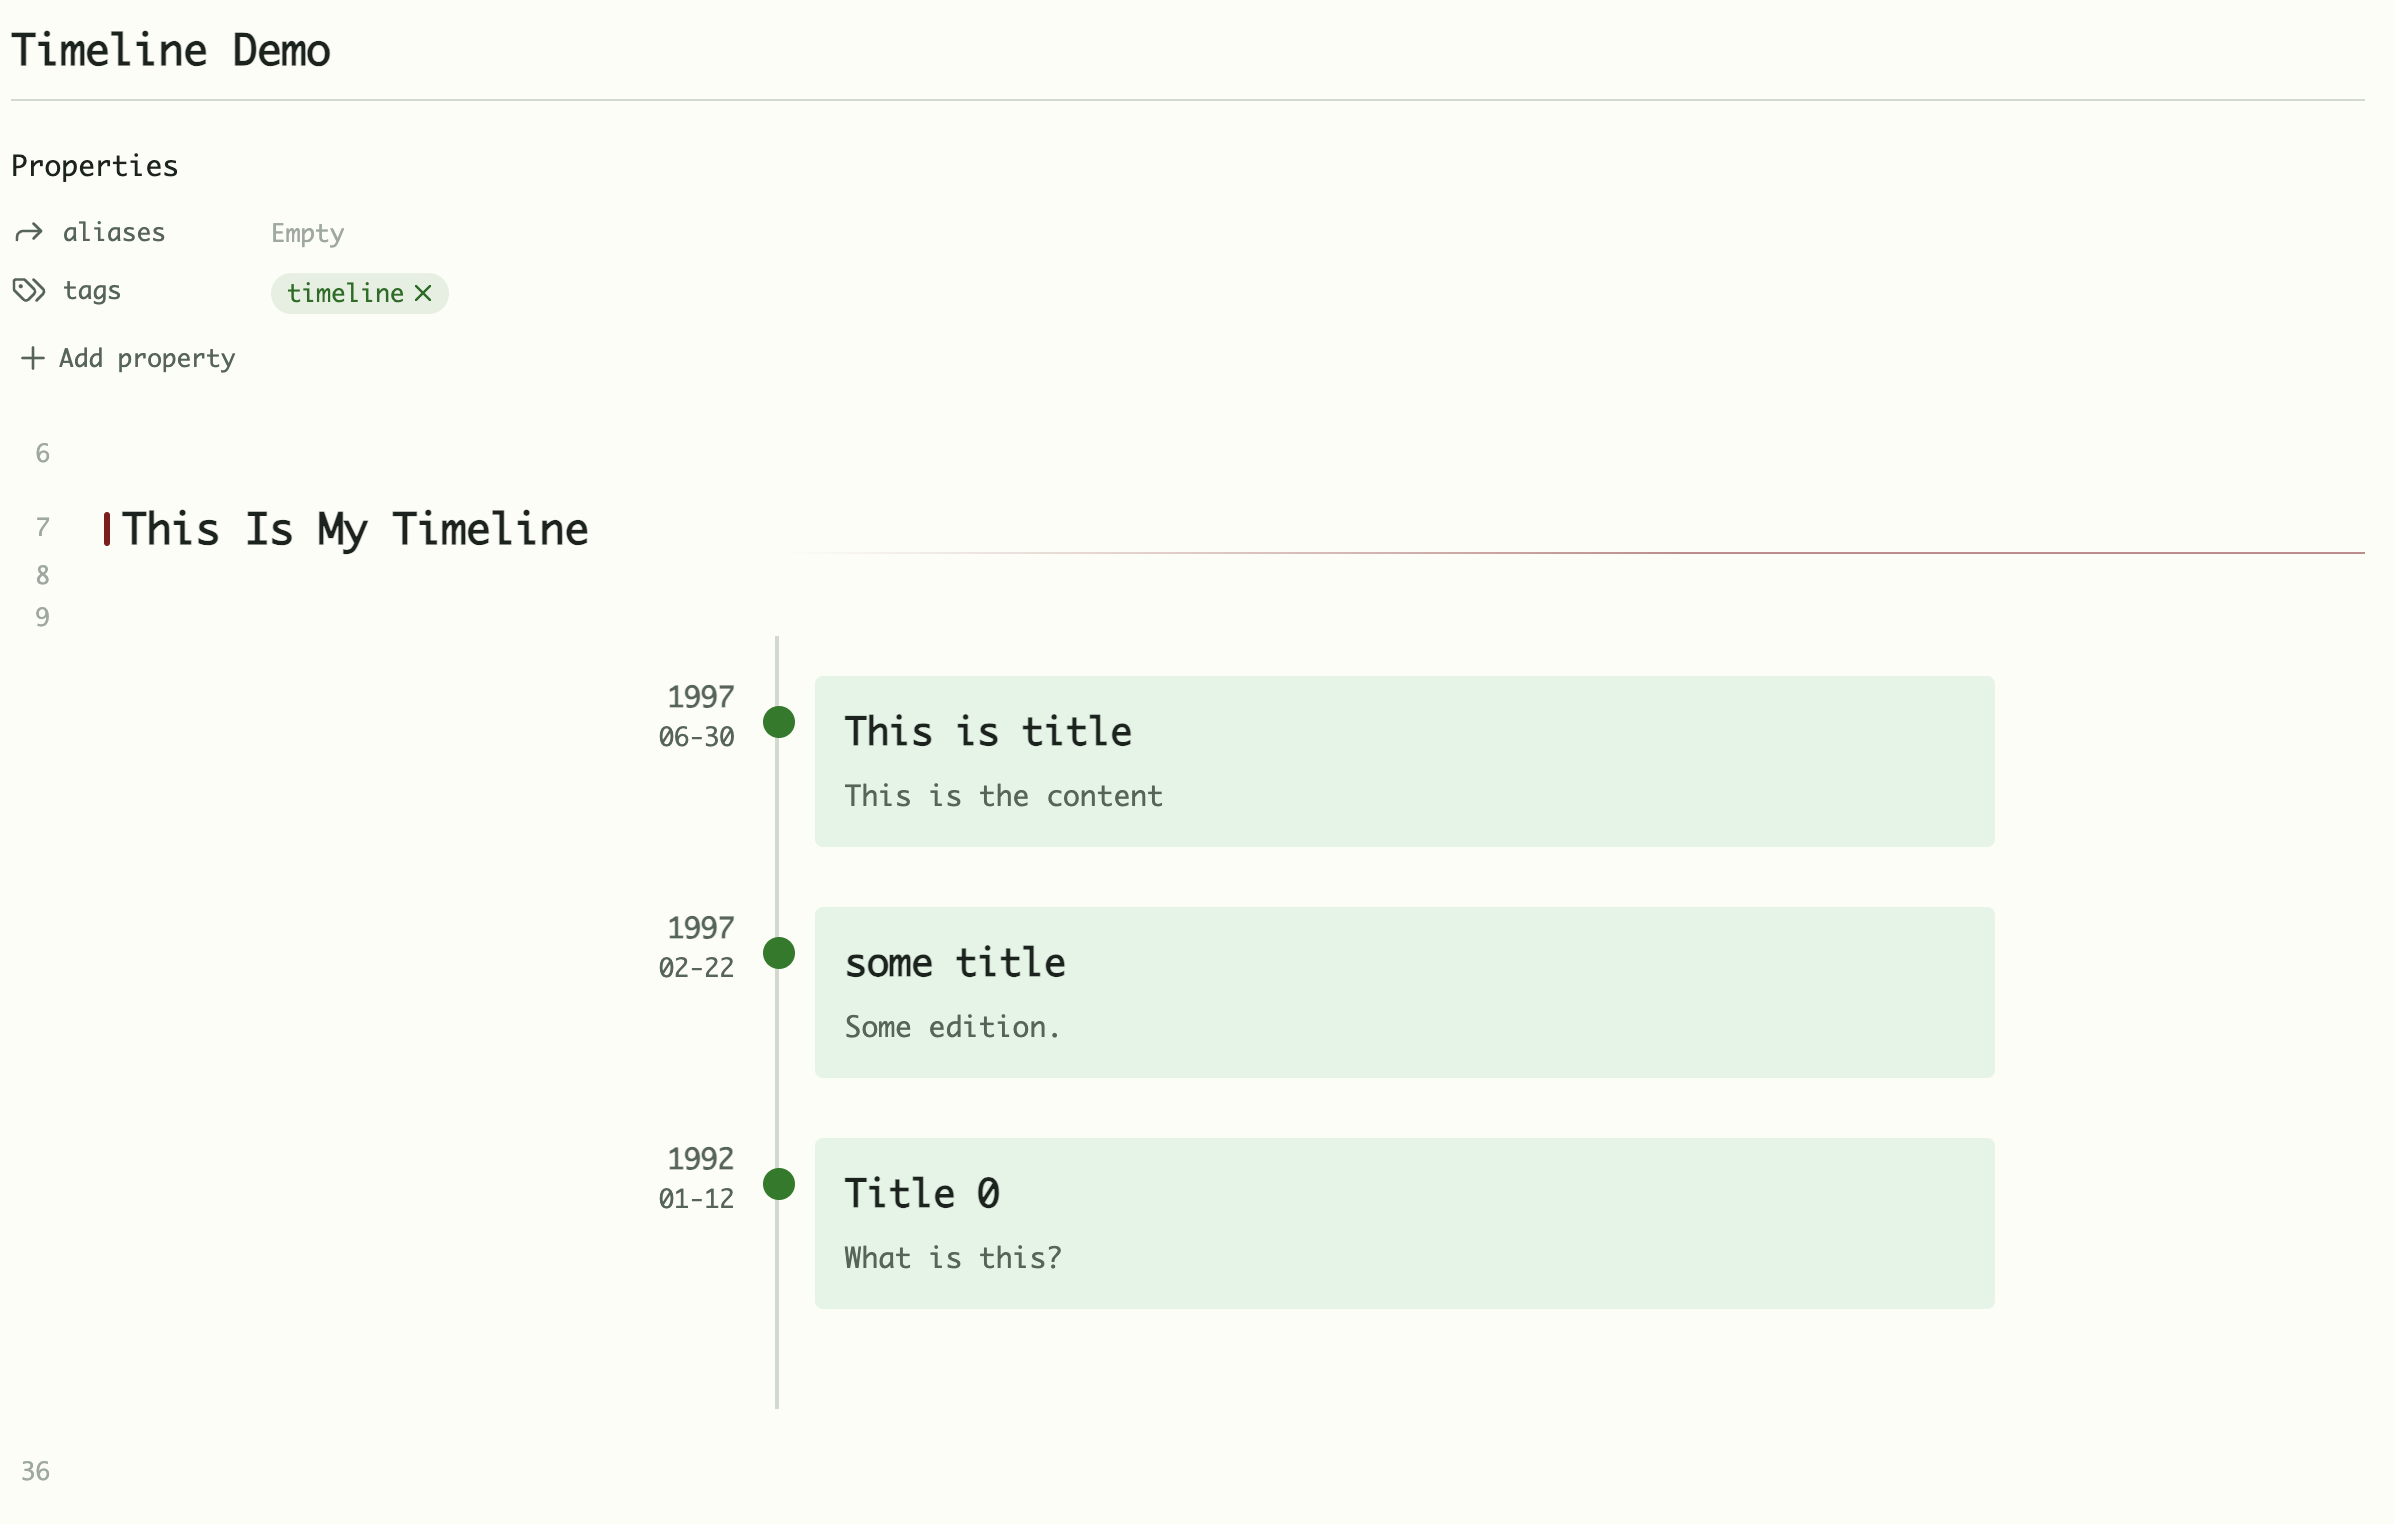 Timeline Demo
Properties
aliases Empty
tags timeline
Add property
6
7 This Is My Timeline
8
9
1997
06-30
This is title
This is the content
1997
02-22
some title
Some edition.
1992
01-12
Title 0
What is this?
36